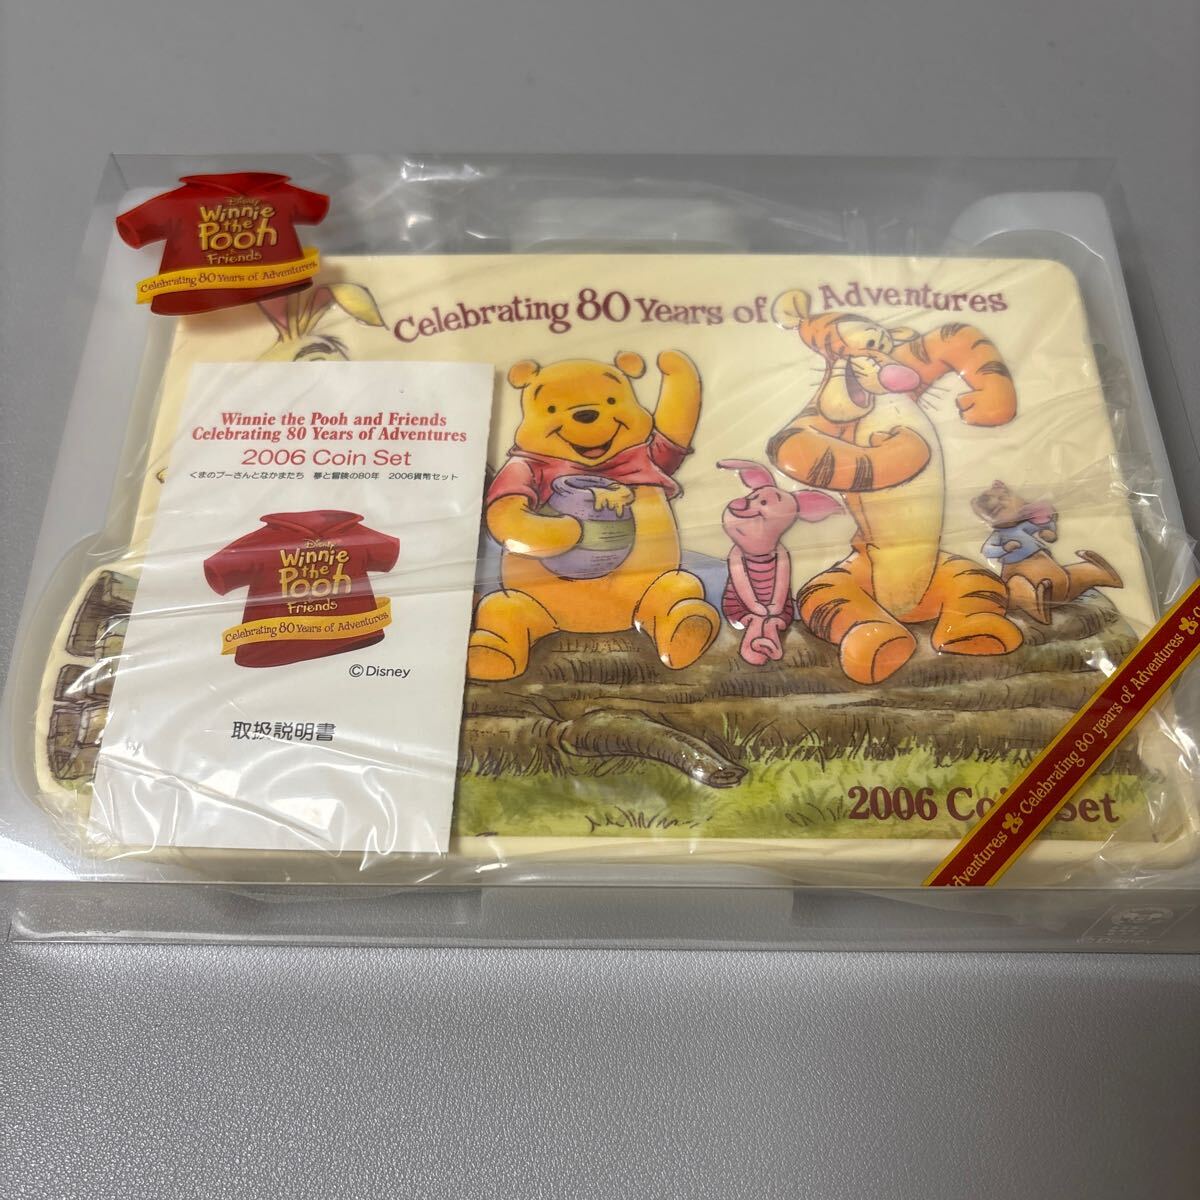 Disney
Winnie
the
Pooh
Friends
Celebrating 80 Years of Adventures
Celebrating 80 Years of Adventures
Winnie the Pooh and Friends
Celebrating 80 Years of Adventures
2006 Coin Set
くまのプーさんとなかまたち 夢と冒険の80年 2006貨幣セット
Disney
Winnie
the
Pooh
Friends
Celebrating 80 Years of Adventures
©Disney
取扱説明書
2006 Coin Set
Adventures Celebrating 80 years of Adventures
© Disney